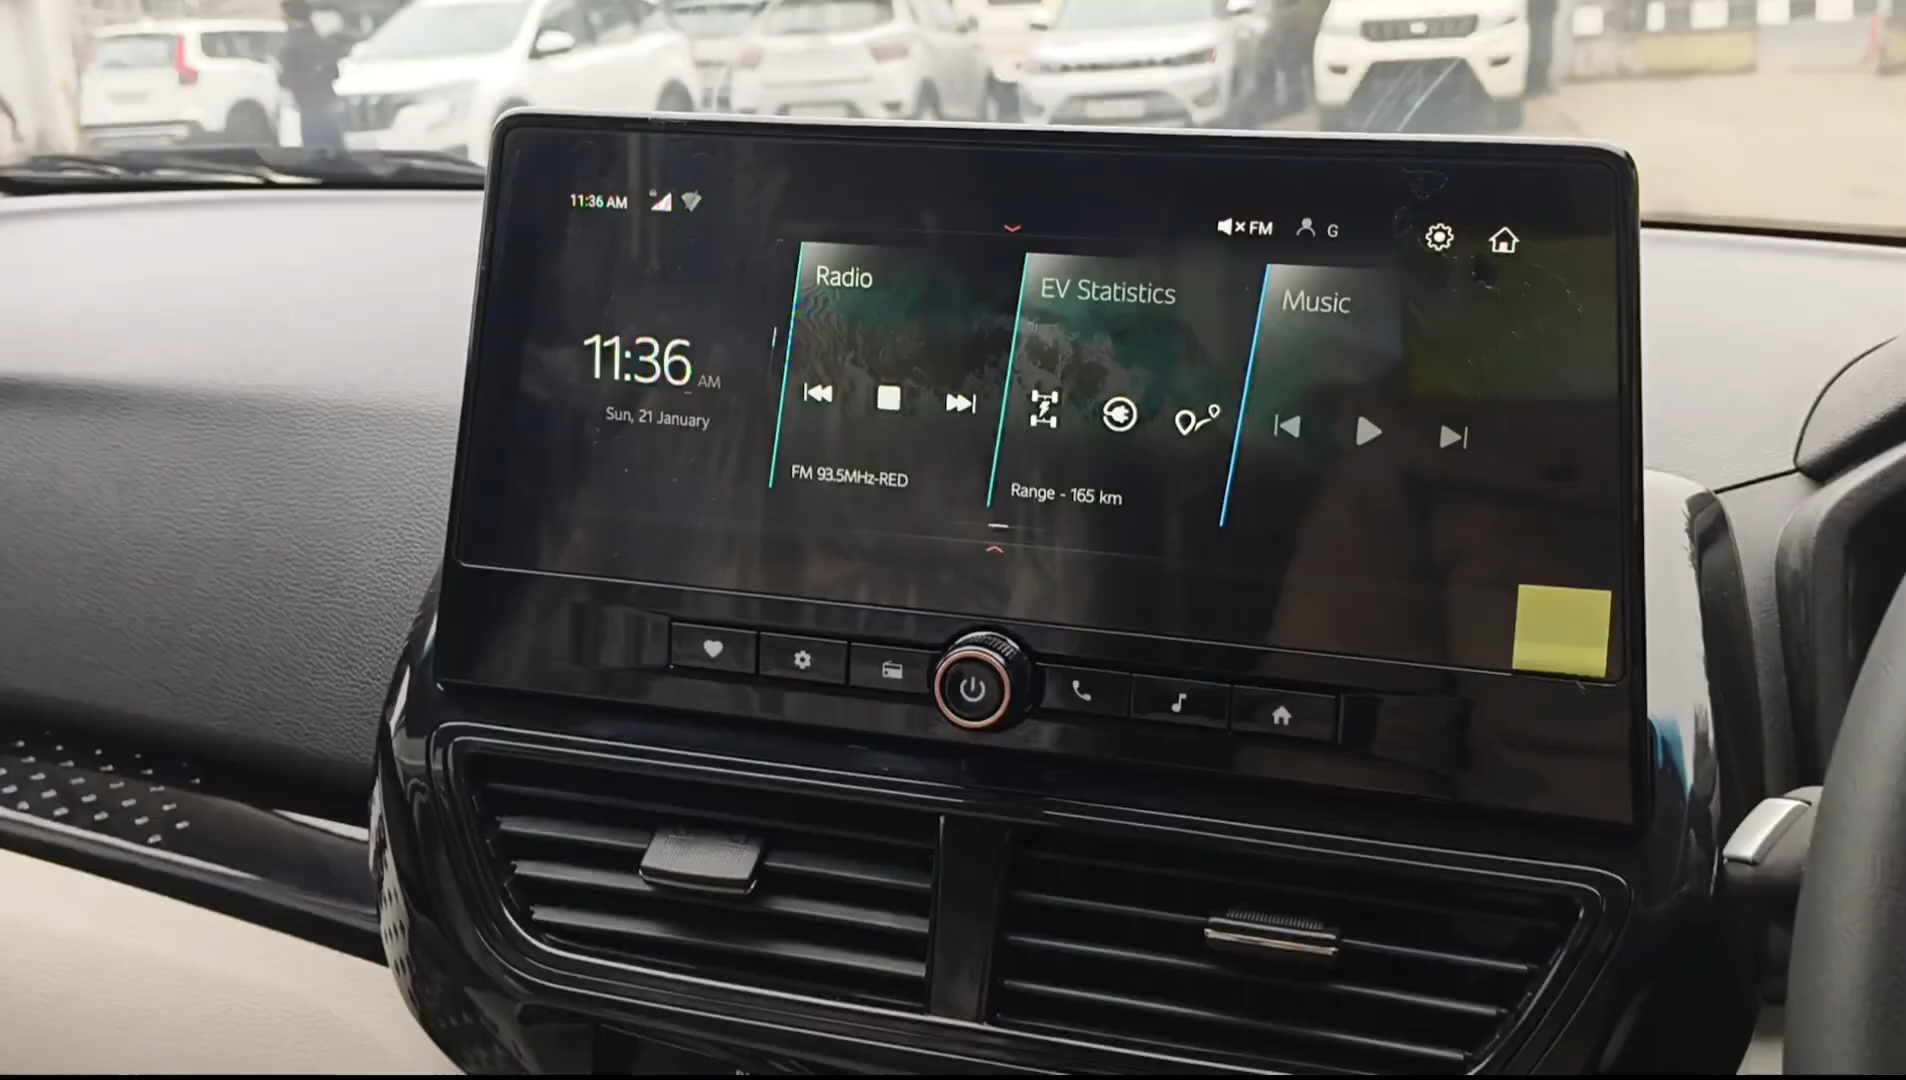 11:36 AM
× FM
G
11:36 AM
Sun, 21 January
Radio
FM 93.5MHz-RED
EV Statistics
Range - 165 km
Music